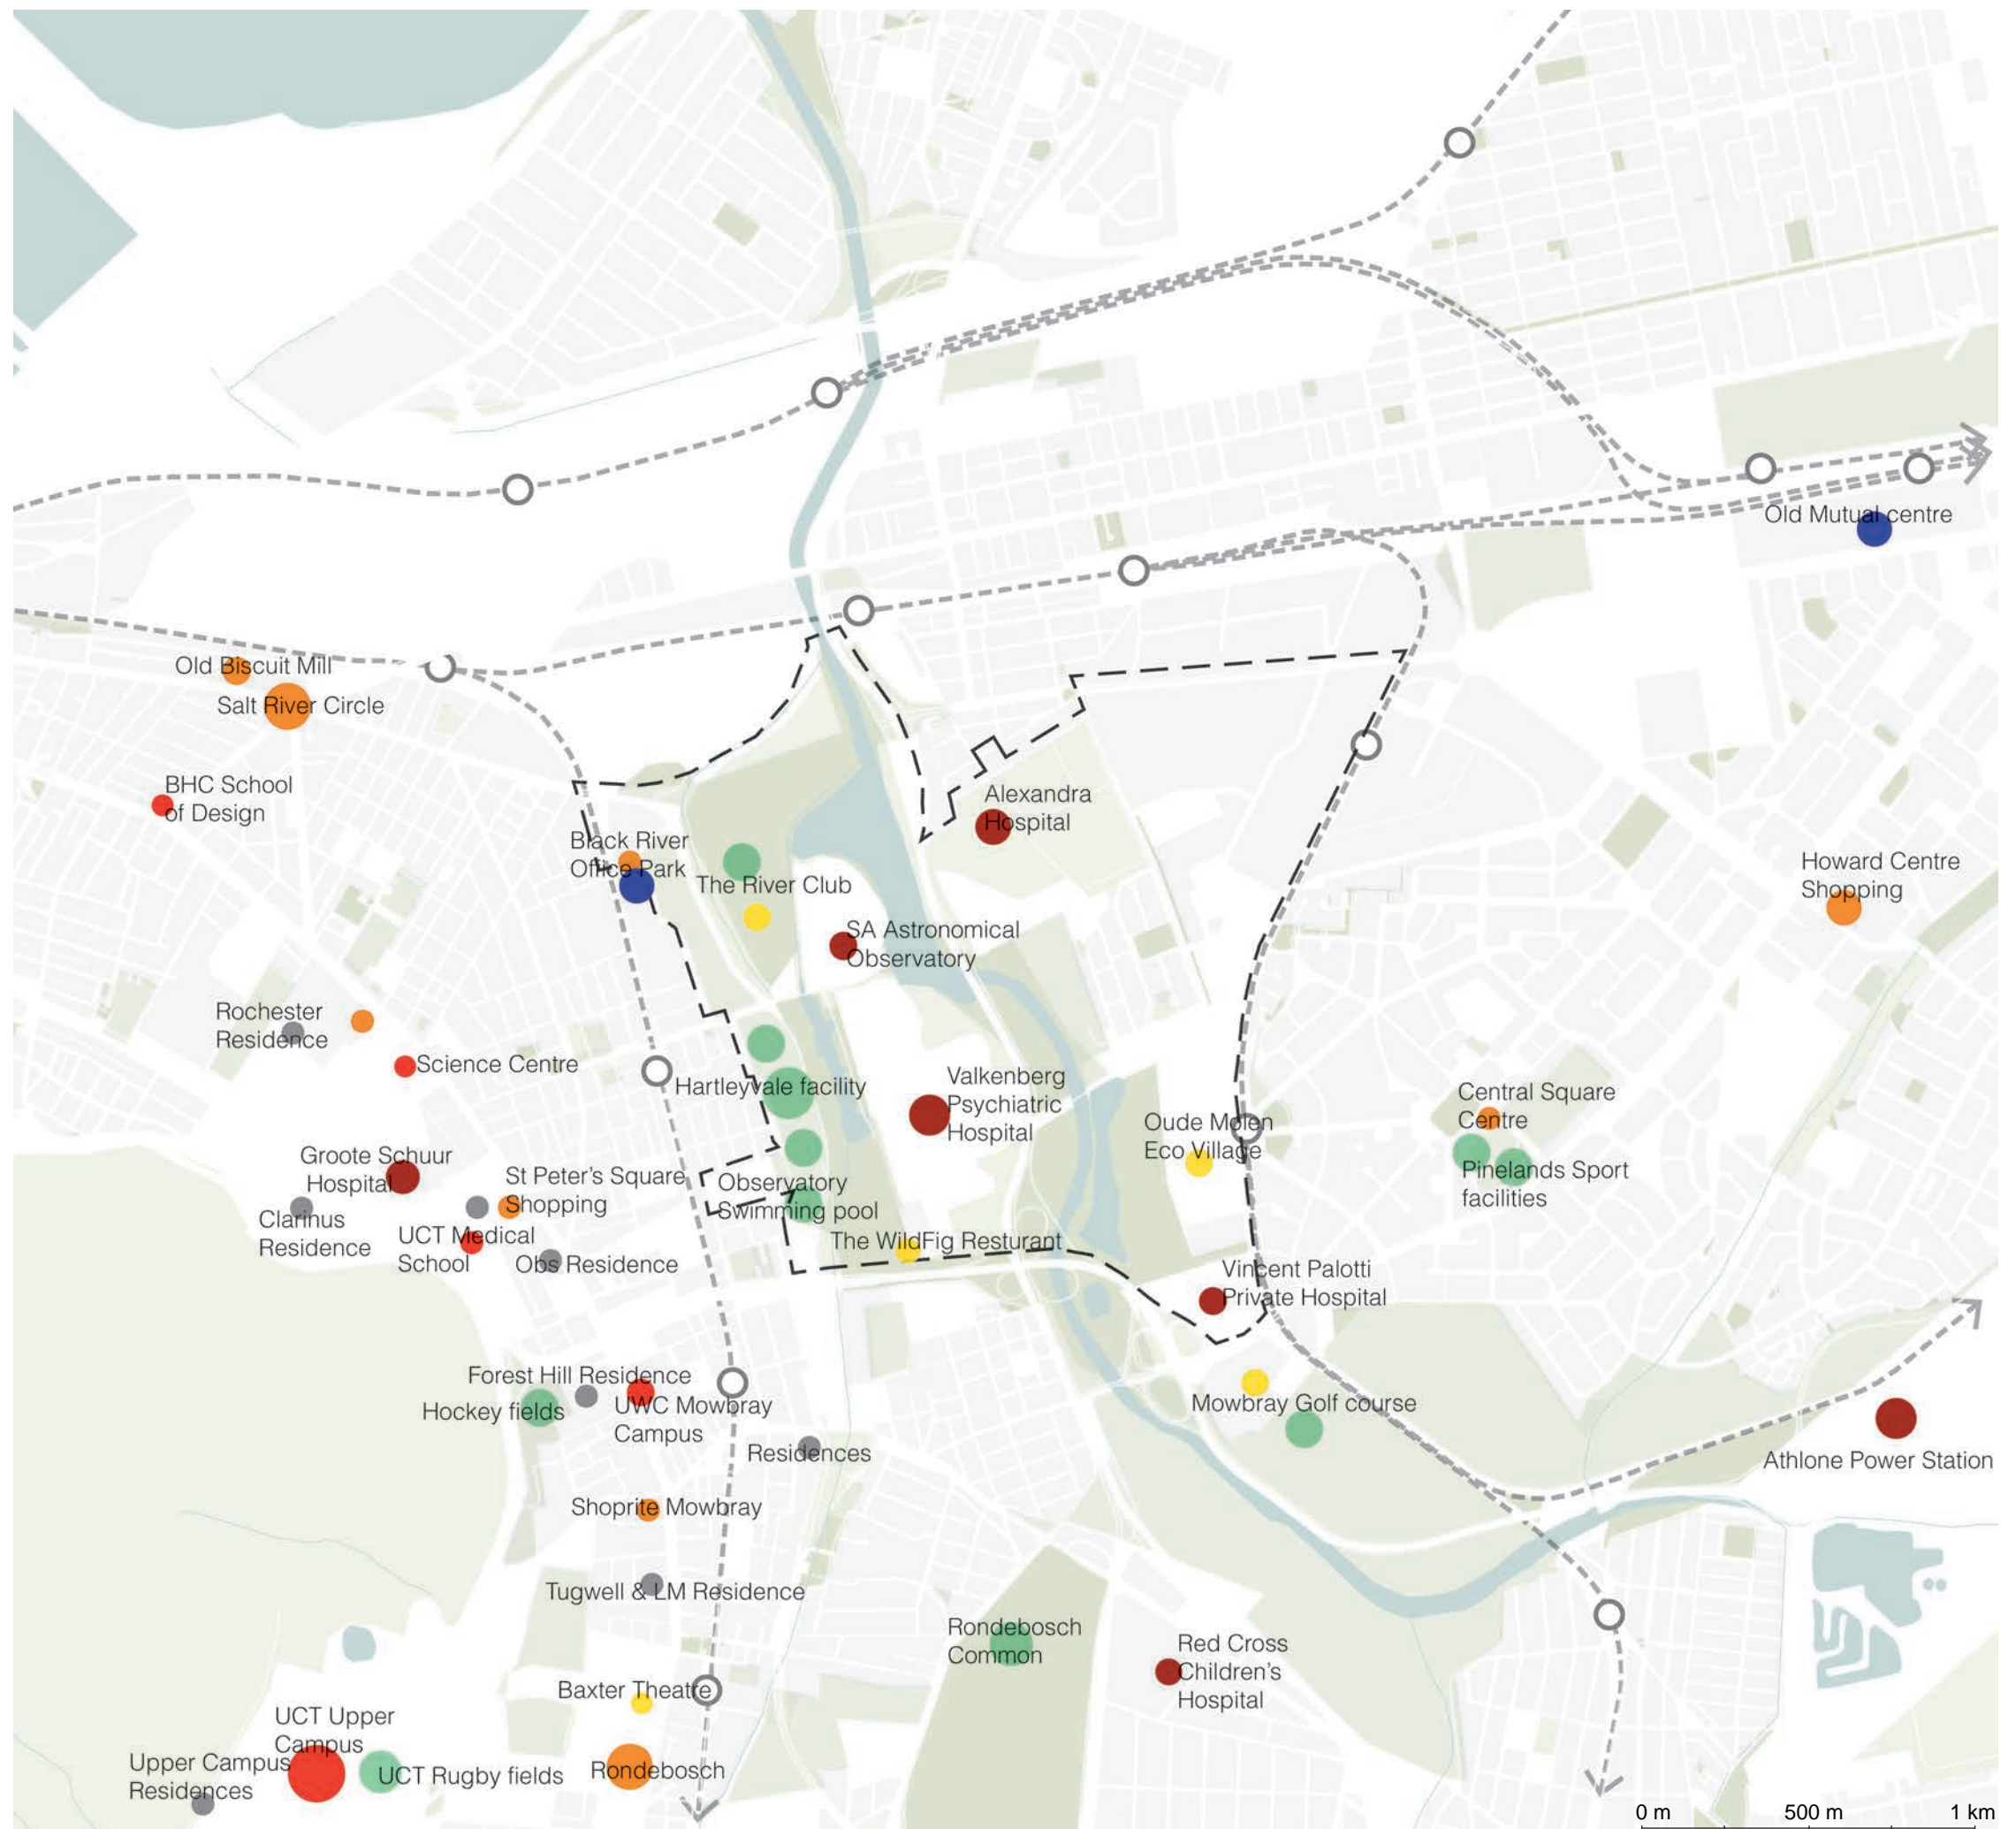 Old Mutual centre
Old Biscuit Mill
Salt River Circle
BHC School
of Design
Alexandra
Hospital
Black River
Office Park
The River Club
Howard Centre
Shopping
SA Astronomical
Observatory
Rochester
Residence
Science Centre
Hartleyvale facility
Valkenberg
Psychiatric
Hospital
Oude Molen
Eco Village
Central Square
Centre
Pinelands Sport
facilities
Groote Schuur
Hospital
St Peter's Square
Shopping
Observatory
Swimming pool
Clarinus
Residence
UCT Medical
School
Obs Residence
The WildFig Resturant
Vincent Palotti
Private Hospital
Forest Hill Residence
Hockey fields
UWC Mowbray
Campus
Mowbray Golf course
Residences
Athlone Power Station
Shoprite Mowbray
Tugwell & LM Residence
Rondebosch
Common
Red Cross
Children's
Hospital
Baxter Theatre
UCT Upper
Campus
Upper Campus
Residences
UCT Rugby fields
Rondebosch
0 m 500 m 1 km